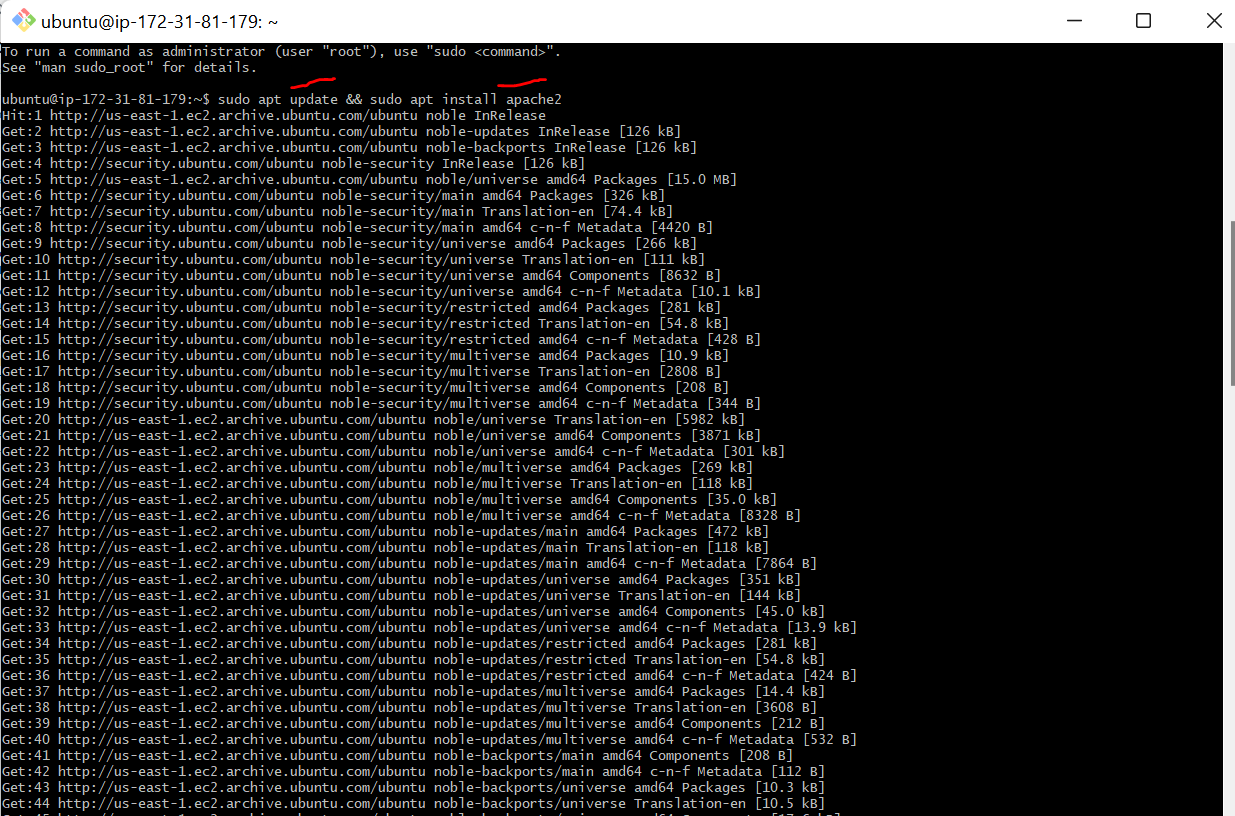 ubuntu@ip-172-31-81-179: ~
To run a command as administrator (user "root"), use "sudo <command>".
See "man sudo_root" for details.
ubuntu@ip-172-31-81-179:~$ sudo apt update && sudo apt install apache2
Hit:1 http://us-east-1.ec2.archive.ubuntu.com/ubuntu noble InRelease
Get:2 http://us-east-1.ec2.archive.ubuntu.com/ubuntu noble-updates InRelease [126 kB]
Get:3 http://us-east-1.ec2.archive.ubuntu.com/ubuntu noble-backports InRelease [126 kB]
Get:4 http://security.ubuntu.com/ubuntu noble-security InRelease [126 kB]
Get:5 http://us-east-1.ec2.archive.ubuntu.com/ubuntu noble/universe amd64 Packages [15.0 MB]
Get:6 http://security.ubuntu.com/ubuntu noble-security/main amd64 Packages [326 kB]
Get:7 http://security.ubuntu.com/ubuntu noble-security/main Translation-en [74.4 kB]
Get:8 http://security.ubuntu.com/ubuntu noble-security/main amd64 c-n-f Metadata [4420 B]
Get:9 http://security.ubuntu.com/ubuntu noble-security/universe amd64 Packages [266 kB]
Get:10 http://security.ubuntu.com/ubuntu noble-security/universe Translation-en [111 kB]
Get:11 http://security.ubuntu.com/ubuntu noble-security/universe amd64 Components [8632 B]
Get:12 http://security.ubuntu.com/ubuntu noble-security/universe amd64 c-n-f Metadata [10.1 kB]
Get:13 http://security.ubuntu.com/ubuntu noble-security/restricted amd64 Packages [281 kB]
Get:14 http://security.ubuntu.com/ubuntu noble-security/restricted Translation-en [54.8 kB]
Get:15 http://security.ubuntu.com/ubuntu noble-security/restricted amd64 c-n-f Metadata [428 B]
Get:16 http://security.ubuntu.com/ubuntu noble-security/multiverse amd64 Packages [10.9 kB]
Get:17 http://security.ubuntu.com/ubuntu noble-security/multiverse Translation-en [2808 B]
Get:18 http://security.ubuntu.com/ubuntu noble-security/multiverse amd64 Components [208 B]
Get:19 http://security.ubuntu.com/ubuntu noble-security/multiverse amd64 c-n-f Metadata [344 B]
Get:20 http://us-east-1.ec2.archive.ubuntu.com/ubuntu noble/universe Translation-en [5982 kB]
Get:21 http://us-east-1.ec2.archive.ubuntu.com/ubuntu noble/universe amd64 Components [3871 kB]
Get:22 http://us-east-1.ec2.archive.ubuntu.com/ubuntu noble/universe amd64 c-n-f Metadata [301 kB]
Get:23 http://us-east-1.ec2.archive.ubuntu.com/ubuntu noble/multiverse amd64 Packages [269 kB]
Get:24 http://us-east-1.ec2.archive.ubuntu.com/ubuntu noble/multiverse Translation-en [118 kB]
Get:25 http://us-east-1.ec2.archive.ubuntu.com/ubuntu noble/multiverse amd64 Components [35.0 kB]
Get:26 http://us-east-1.ec2.archive.ubuntu.com/ubuntu noble/multiverse amd64 c-n-f Metadata [8328 B]
Get:27 http://us-east-1.ec2.archive.ubuntu.com/ubuntu noble-updates/main amd64 Packages [472 kB]
Get:28 http://us-east-1.ec2.archive.ubuntu.com/ubuntu noble-updates/main Translation-en [118 kB]
Get:29 http://us-east-1.ec2.archive.ubuntu.com/ubuntu noble-updates/main amd64 c-n-f Metadata [7864 B]
Get:30 http://us-east-1.ec2.archive.ubuntu.com/ubuntu noble-updates/universe amd64 Packages [351 kB]
Get:31 http://us-east-1.ec2.archive.ubuntu.com/ubuntu noble-updates/universe Translation-en [144 kB]
Get:32 http://us-east-1.ec2.archive.ubuntu.com/ubuntu noble-updates/universe amd64 Components [45.0 kB]
Get:33 http://us-east-1.ec2.archive.ubuntu.com/ubuntu noble-updates/universe amd64 c-n-f Metadata [13.9 kB]
Get:34 http://us-east-1.ec2.archive.ubuntu.com/ubuntu noble-updates/restricted amd64 Packages [281 kB]
Get:35 http://us-east-1.ec2.archive.ubuntu.com/ubuntu noble-updates/restricted Translation-en [54.8 kB]
Get:36 http://us-east-1.ec2.archive.ubuntu.com/ubuntu noble-updates/restricted amd64 c-n-f Metadata [424 B]
Get:37 http://us-east-1.ec2.archive.ubuntu.com/ubuntu noble-updates/multiverse amd64 Packages [14.4 kB]
Get:38 http://us-east-1.ec2.archive.ubuntu.com/ubuntu noble-updates/multiverse Translation-en [3608 B]
Get:39 http://us-east-1.ec2.archive.ubuntu.com/ubuntu noble-updates/multiverse amd64 Components [212 B]
Get:40 http://us-east-1.ec2.archive.ubuntu.com/ubuntu noble-updates/multiverse amd64 c-n-f Metadata [532 B]
Get:41 http://us-east-1.ec2.archive.ubuntu.com/ubuntu noble-backports/main amd64 Components [208 B]
Get:42 http://us-east-1.ec2.archive.ubuntu.com/ubuntu noble-backports/main amd64 c-n-f Metadata [112 B]
Get:43 http://us-east-1.ec2.archive.ubuntu.com/ubuntu noble-backports/universe amd64 Packages [10.3 kB]
Get:44 http://us-east-1.ec2.archive.ubuntu.com/ubuntu noble-backports/universe Translation-en [10.5 kB]